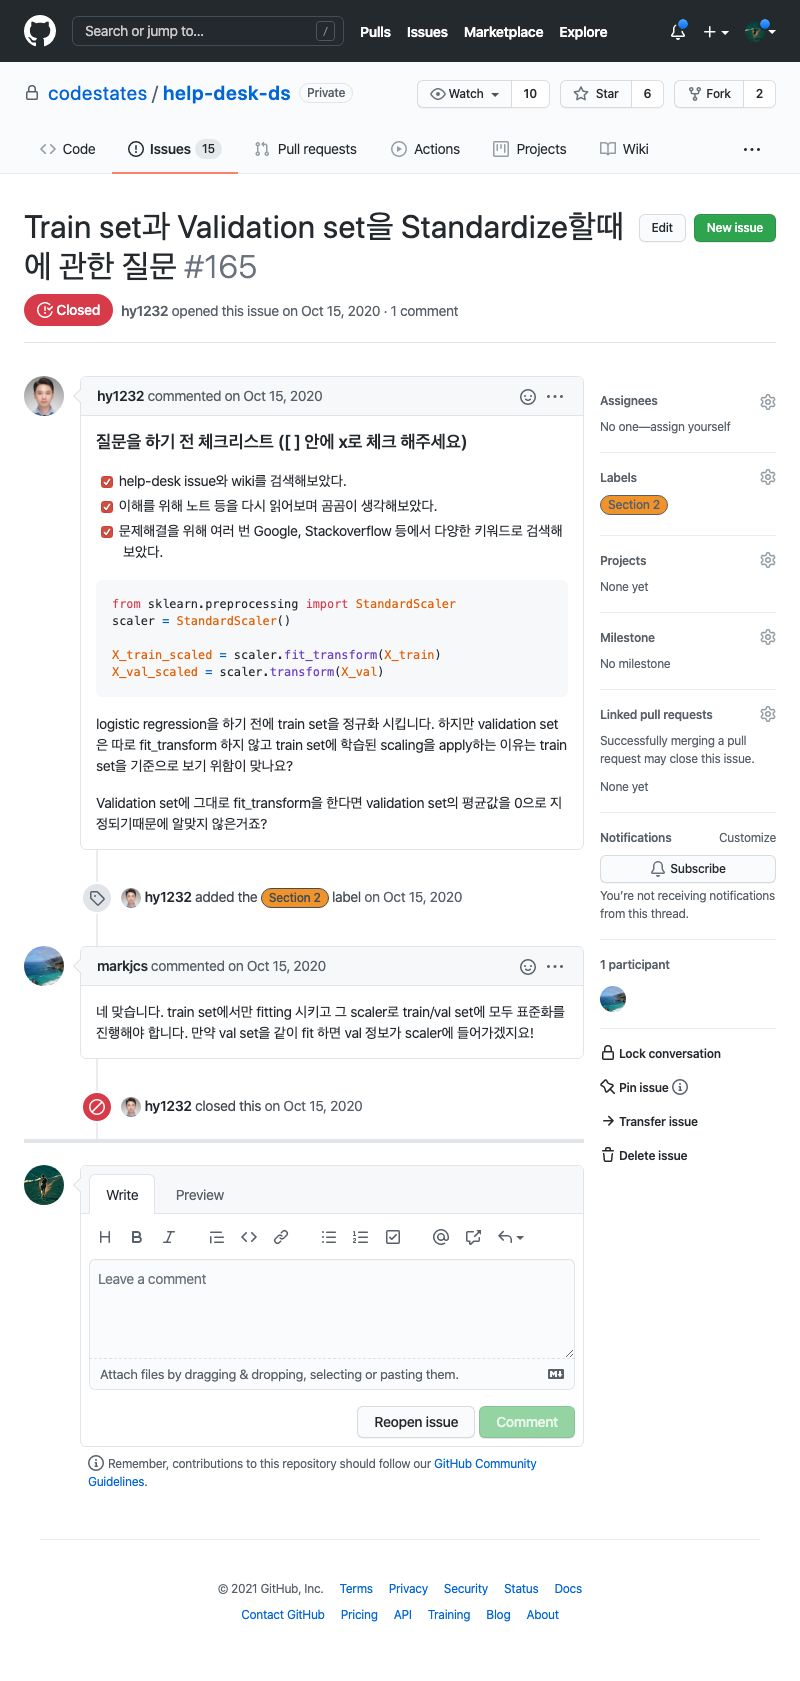 Search or jump to... /
Pulls Issues Marketplace Explore
codestates / help-desk-ds Private
Watch 10 Star 6 Fork 2
Code Issues 15 Pull requests Actions Projects Wiki
Train set과 Validation set을 Standardize할때
에 관한 질문 #165
Edit New issue
Closed hy1232 opened this issue on Oct 15, 2020 · 1 comment
hy1232 commented on Oct 15, 2020
질문을 하기 전 체크리스트 ([ ] 안에 x로 체크 해주세요)
help-desk issue와 wiki를 검색해보았다.
이해를 위해 노트 등을 다시 읽어보며 곰곰이 생각해보았다.
문제해결을 위해 여러 번 Google, Stackoverflow 등에서 다양한 키워드로 검색해
보았다.
from sklearn.preprocessing import StandardScaler
scaler = StandardScaler()
X_train_scaled = scaler.fit_transform(X_train)
X_val_scaled = scaler.transform(X_val)
logistic regression을 하기 전에 train set을 정규화 시킵니다. 하지만 validation set
은 따로 fit_transform 하지 않고 train set에 학습된 scaling을 apply하는 이유는 train
set을 기준으로 보기 위함이 맞나요?
Validation set에 그대로 fit_transform을 한다면 validation set의 평균값을 0으로 지
정되기때문에 알맞지 않은거죠?
hy1232 added the Section 2 label on Oct 15, 2020
markjcs commented on Oct 15, 2020
네 맞습니다. train set에서만 fitting 시키고 그 scaler로 train/val set에 모두 표준화를
진행해야 합니다. 만약 val set을 같이 fit 하면 val 정보가 scaler에 들어가겠지요!
hy1232 closed this on Oct 15, 2020
Write Preview
Leave a comment
Attach files by dragging & dropping, selecting or pasting them.
Reopen issue Comment
Remember, contributions to this repository should follow our GitHub Community
Guidelines.
Assignees
No one—assign yourself
Labels
Section 2
Projects
None yet
Milestone
No milestone
Linked pull requests
Successfully merging a pull
request may close this issue.
None yet
Notifications Customize
Subscribe
You're not receiving notifications
from this thread.
1 participant
Lock conversation
Pin issue
Transfer issue
Delete issue
© 2021 GitHub, Inc. Terms Privacy Security Status Docs
Contact GitHub Pricing API Training Blog About